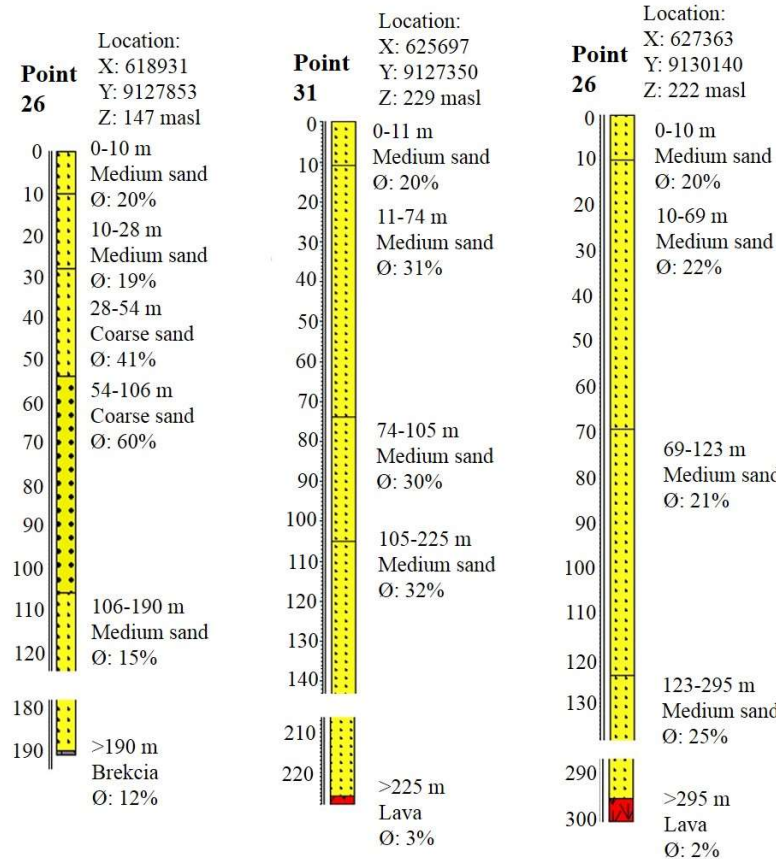 Point
26
Location:
X: 618931
Y: 9127853
Z: 147 masl
0
10
20
30
40
50
60
70
80
90
100
110
120
180
190
0-10 m
Medium sand
Ø: 20%
10-28 m
Medium sand
Ø: 19%
28-54 m
Coarse sand
Ø: 41%
54-106 m
Coarse sand
Ø: 60%
106-190 m
Medium sand
Ø: 15%
>190 m
Brekcia
Ø: 12%
Point
31
Location:
X: 625697
Y: 9127350
Z: 229 masl
0
10
20
30
40
50
60
70
80
90
100
110
120
130
140
210
220
0-11 m
Medium sand
Ø: 20%
11-74 m
Medium sand
Ø: 31%
74-105 m
Medium sand
Ø: 30%
105-225 m
Medium sand
Ø: 32%
>225 m
Lava
Ø: 3%
Point
26
Location:
X: 627363
Y: 9130140
Z: 222 masl
0
10
20
30
40
50
60
70
80
90
100
110
120
130
290
300
0-10 m
Medium sand
Ø: 20%
10-69 m
Medium sand
Ø: 22%
69-123 m
Medium sand
Ø: 21%
123-295 m
Medium sand
Ø: 25%
>295 m
Lava
Ø: 2%